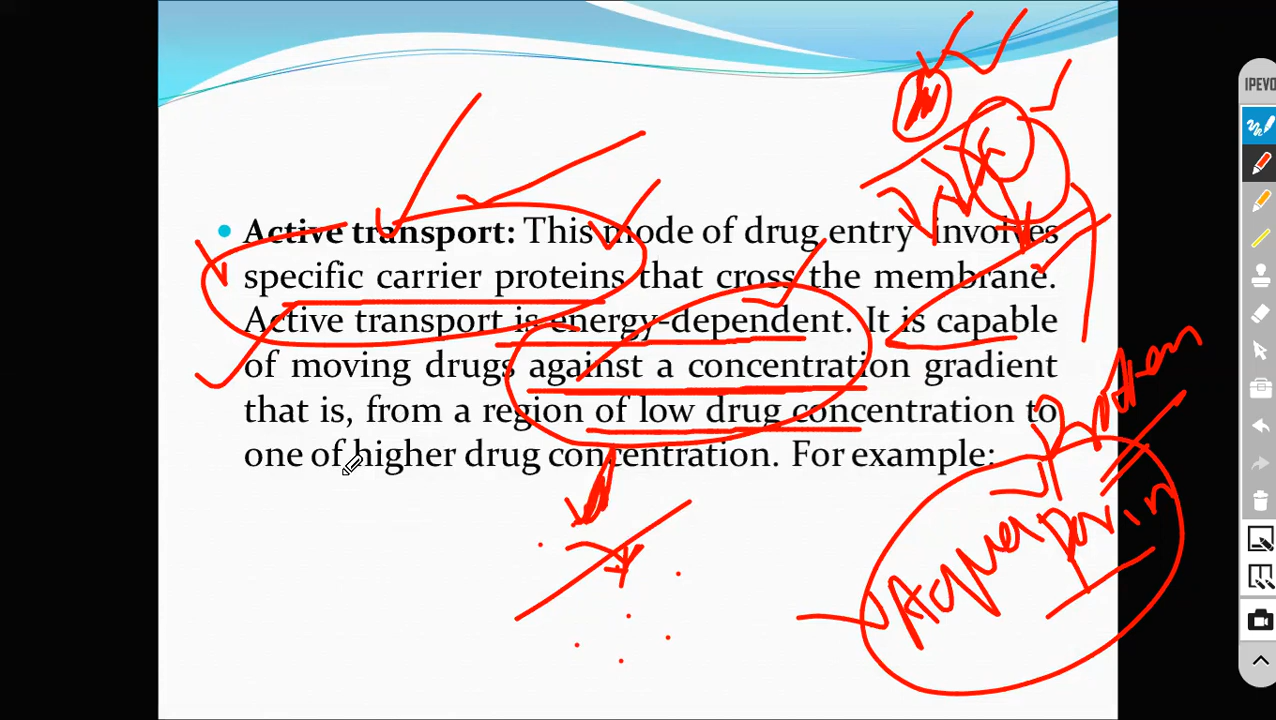 IPEVO
• Active transport: This mode of drug entry involves
specific carrier proteins that cross the membrane.
Active transport is energy-dependent. It is capable
of moving drugs against a concentration gradient
that is, from a region of low drug concentration to
one of higher drug concentration. For example: